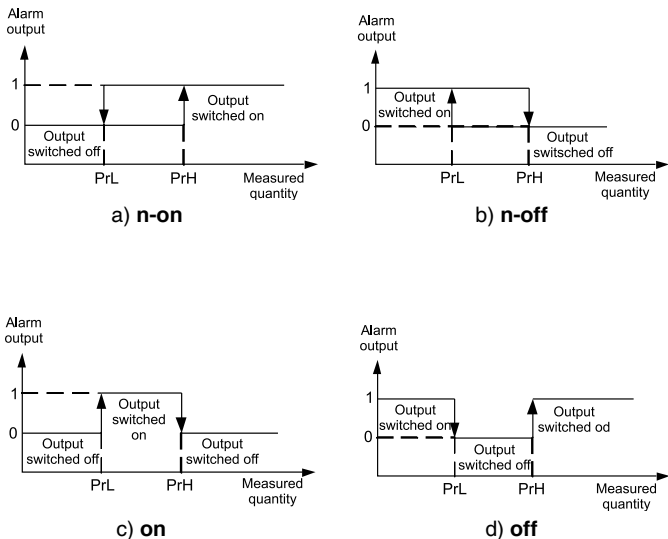 Alarm
output
1
0
Output
switched on
Output
switched off
PrL
PrH
Measured
quantity
a) n-on
Alarm
output
1
0
Output
switched on
Output
switsched off
PrL
PrH
Measured
quantity
b) n-off
Alarm
output
1
0
Output
switched
on
Output
switched off
Output
switched off
PrL
PrH
Measured
quantity
c) on
Alarm
output
1
0
Output
switched on
Output
switched od
Output
switched off
PrL
PrH
Measured
quantity
d) off